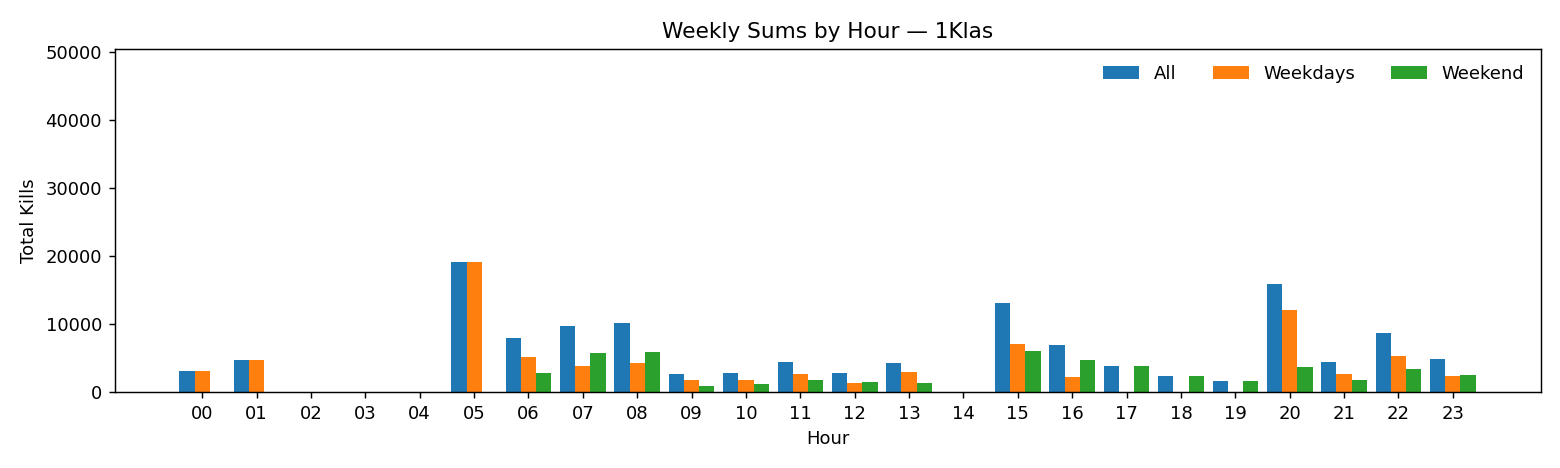 Weekly Sums by Hour — 1Klas
All Weekdays Weekend
Total Kills
50000
40000
30000
20000
10000
0
00 01 02 03 04 05 06 07 08 09 10 11 12 13 14 15 16 17 18 19 20 21 22 23
Hour